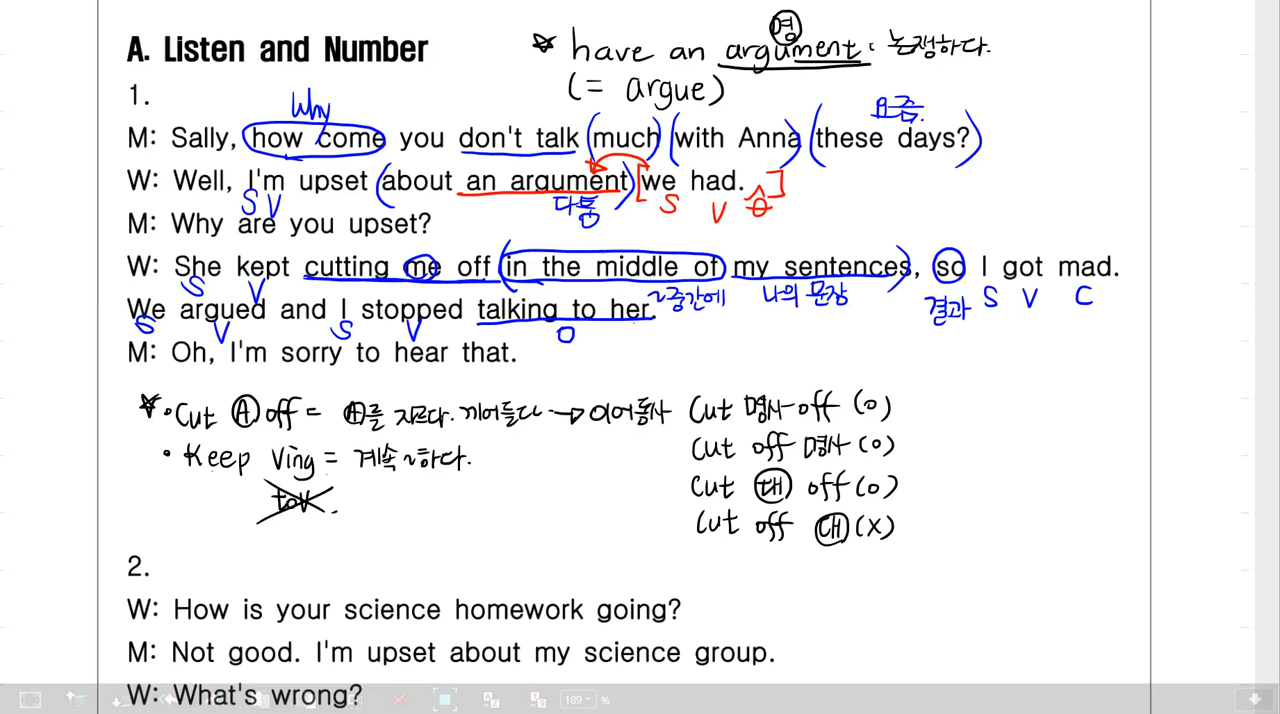 A. Listen and Number
명
☆ have an argument : 논쟁하다.
(= argue)
1.
Why
요즘.
M: Sally, how come you don't talk (much) (with Anna) (these days?)
W: Well, I'm upset (about an argument) [we had. ]
S V 다툼 S V
M: Why are you upset?
W: She kept cutting me off (in the middle of my sentences), so I got mad.
S V ~중간에 나의 문장 결과 S V C
We argued and I stopped talking to her.
S V S V O
M: Oh, I'm sorry to hear that.
☆ · Cut A off = A를 자르다. 끼어들다 → 이어동사 Cut 명사 off (o)
Cut off 명사 (o)
· Keep Ving = 계속 ~하다.
toV
Cut 대 off (o)
Cut off 대 (X)
2.
W: How is your science homework going?
M: Not good. I'm upset about my science group.
W: What's wrong?
189 %